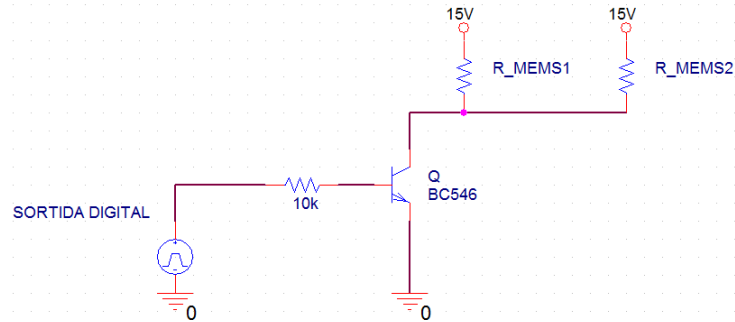 15V
15V
R_MEMS1
R_MEMS2
Q
BC546
10k
SORTIDA DIGITAL
0
0